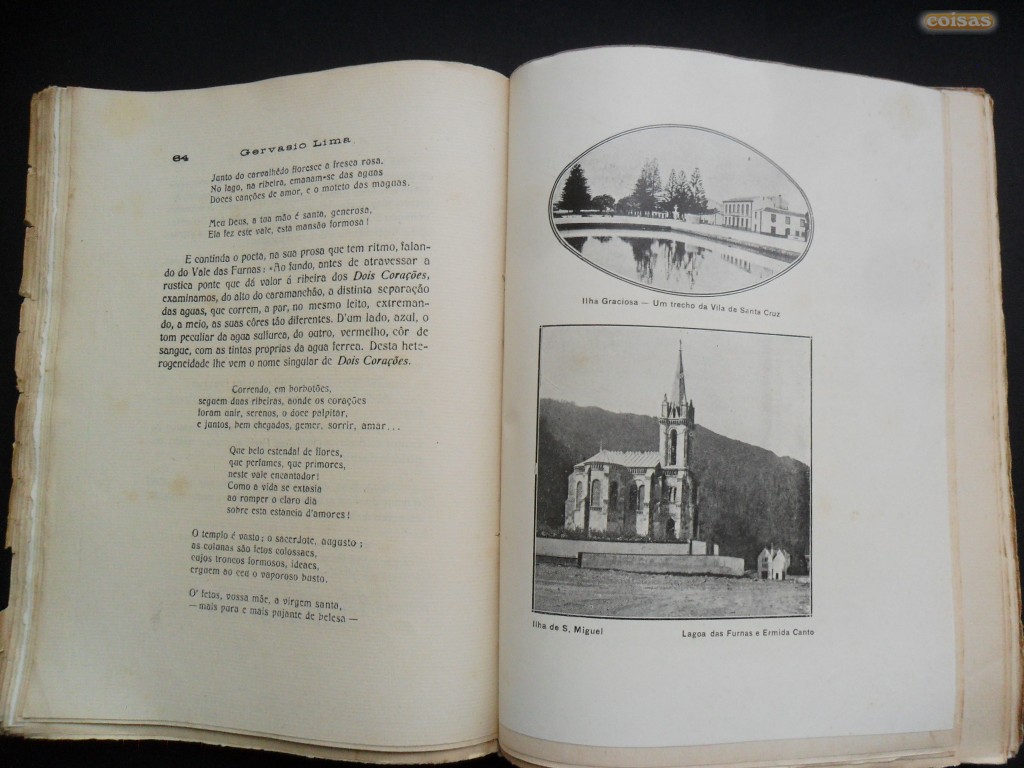 coisas
64
Gervasio Lima
Junto do carvalhêdo floresce a fresca rosa,
No lago, na ribeira, emanam-se das aguas
Doces canções de amor, e o moteto das maguas.
Meu Deus, a tua mão é santa, generosa,
Ela fez este vale, esta mansão formosa!
E continúa o poeta, na sua prosa que tem ritmo, falan-
do do Vale das Furnas: «Ao fundo, antes de atravessar a
rustica ponte que dá valor á ribeira dos Dois Corações,
examinamos, do alto do caramanchão, a distinta separação
das aguas, que correm, a par, no mesmo leito, extreman-
do, a meio, as suas côres tão diferentes. D'um lado, azul, o
tom peculiar da agua sulfurea, do outro, vermelho, côr de
sangue, com as tintas proprias da agua ferrea. Desta hete-
rogeneidade lhe vem o nome singular de Dois Corações.
Correndo, em borbotões,
seguem duas ribeiras, aonde os corações
foram unir, serenos, o doce palpitar,
e juntos, bem chegados, gemer, sorrir, amar...
Que belo estendal de flores,
que perfumes, que primores,
neste vale encantador!
Como a vida se extasia
ao romper o claro dia
sobre esta estancia d'amores!
O templo é vasto; o sacerdote, augusto;
as colunas são fetos colossaes,
cujos troncos formosos, ideaes,
erguem ao ceu o vaporoso busto.
O' fetos, vossa mãe, a virgem santa,
— mais pura e mais pujante de belesa —
Ilha Graciosa — Um trecho da Vila de Santa Cruz
Ilha de S. Miguel
Lagoa das Furnas e Ermida Canto